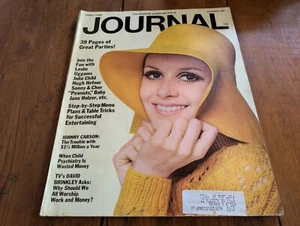 JOURNAL
39 Pages of
Great Parties!
Join the
Fun with
Leslie
Uggams
Julia Child
Hugh Hefner
Sonny & Cher
"Peanuts," Baby
Jane Holzer, etc.
Step-by-Step Menu
Plans & Table Tricks
for Successful
Entertaining
JOHNNY CARSON:
The Trouble with
$1½ Million a Year
When Child
Psychiatry Is
Wasted Money
TV's DAVID
BRINKLEY Asks:
Why Should We
All Worship
Work and Money?